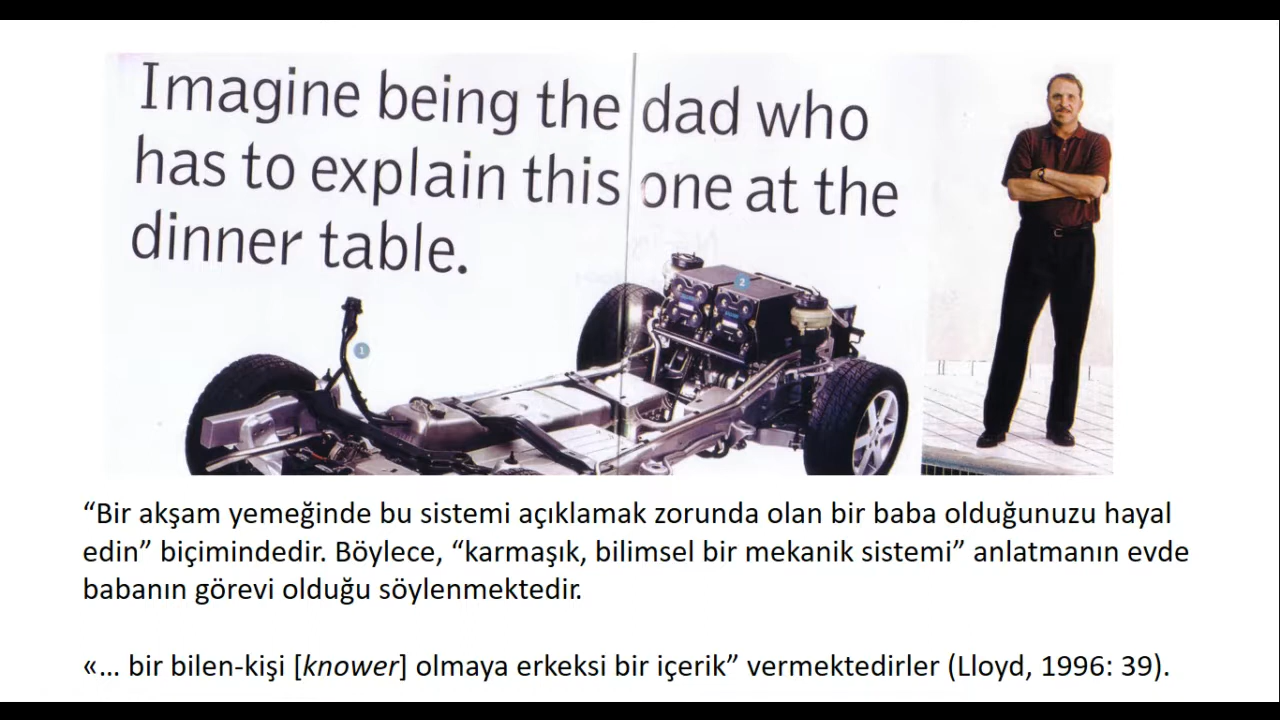 Imagine being the dad who
has to explain this one at the
dinner table.
1
2
“Bir akşam yemeğinde bu sistemi açıklamak zorunda olan bir baba olduğunuzu hayal
edin” biçimindedir. Böylece, “karmaşık, bilimsel bir mekanik sistemi” anlatmanın evde
babanın görevi olduğu söylenmektedir.
«… bir bilen-kişi [knower] olmaya erkeksi bir içerik” vermektedirler (Lloyd, 1996: 39).